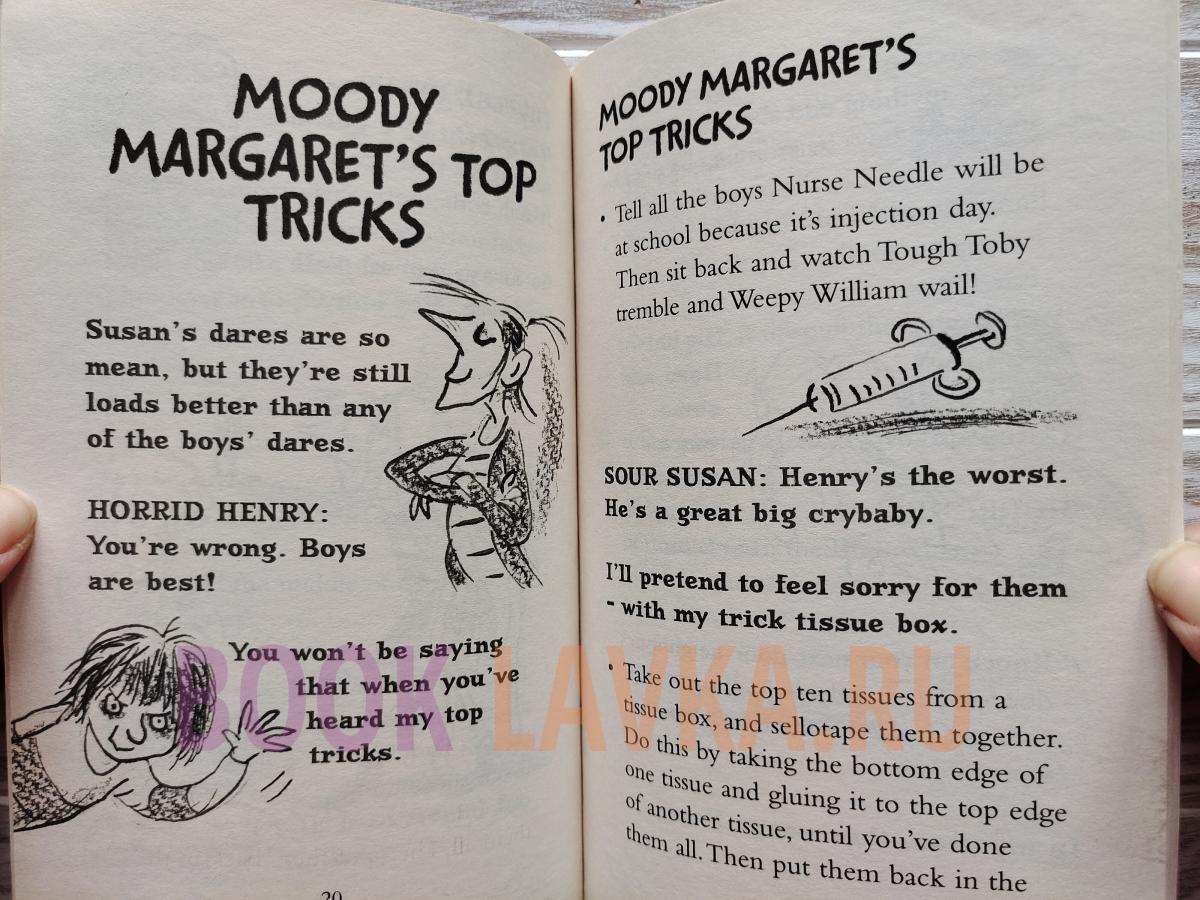 MOODY
MARGARET'S TOP
TRICKS
Susan's dares are so
mean, but they're still
loads better than any
of the boys' dares.
HORRID HENRY:
You're wrong. Boys
are best!
You won't be saying
that when you've
heard my top
tricks.
20
MOODY MARGARET'S
TOP TRICKS
• Tell all the boys Nurse Needle will be
at school because it's injection day.
Then sit back and watch Tough Toby
tremble and Weepy William wail!
SOUR SUSAN: Henry's the worst.
He's a great big crybaby.
I'll pretend to feel sorry for them
- with my trick tissue box.
• Take out the top ten tissues from a
tissue box, and sellotape them together.
Do this by taking the bottom edge of
one tissue and gluing it to the top edge
of another tissue, until you've done
them all. Then put them back in the
BOOK-LAVKA.RU